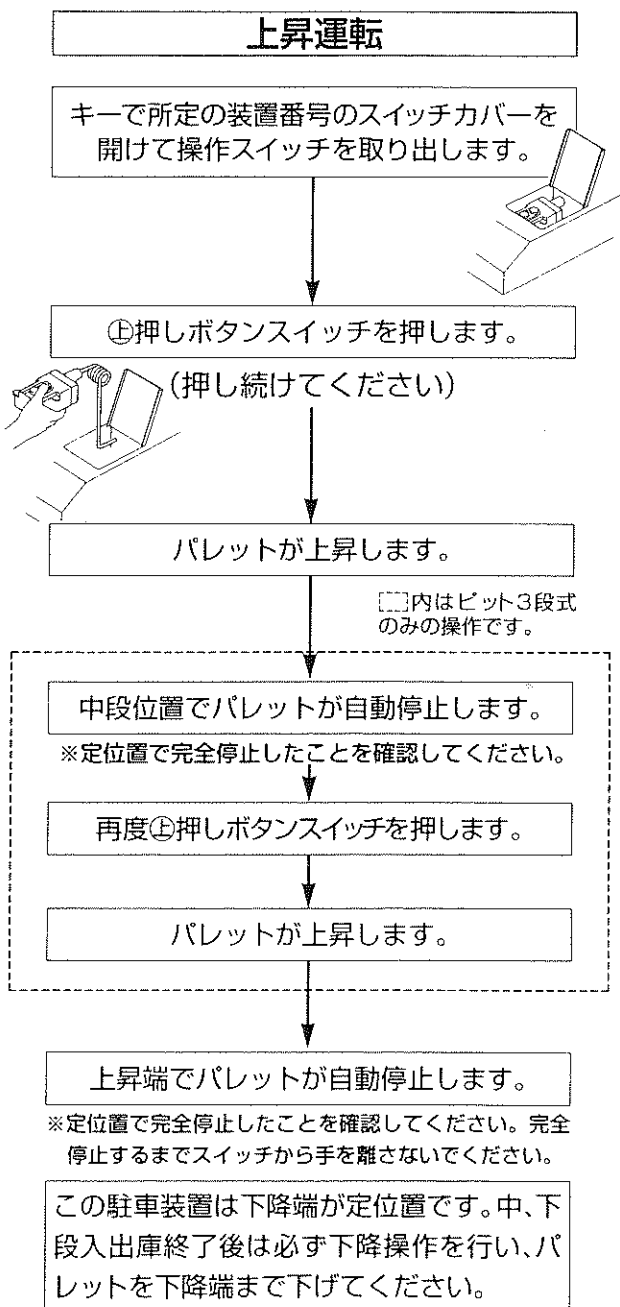 上昇運転
キーで所定の装置番号のスイッチカバーを
開けて操作スイッチを取り出します。
㊤押しボタンスイッチを押します。
(押し続けてください)
パレットが上昇します。
[ ]内はピット3段式
のみの操作です。
中段位置でパレットが自動停止します。
※定位置で完全停止したことを確認してください。
再度㊤押しボタンスイッチを押します。
パレットが上昇します。
上昇端でパレットが自動停止します。
※定位置で完全停止したことを確認してください。完全
停止するまでスイッチから手を離さないでください。
この駐車装置は下降端が定位置です。中、下
段入出庫終了後は必ず下降操作を行い、パ
レットを下降端まで下げてください。